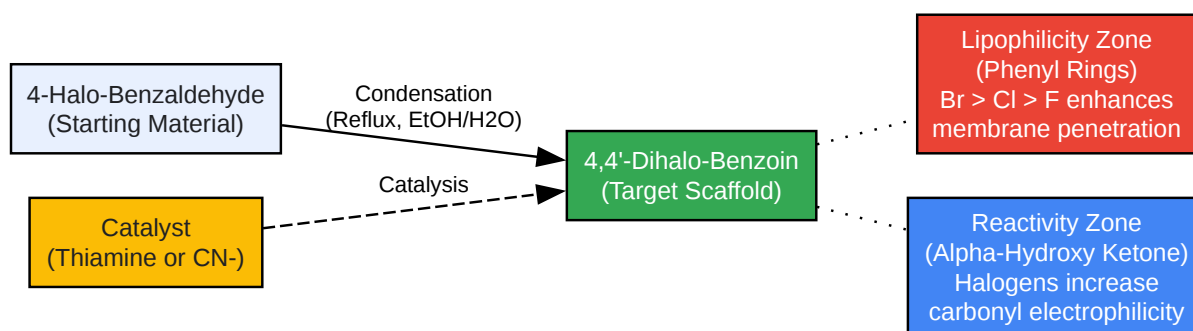 4-Halo-Benzaldehyde
(Starting Material)
Condensation
(Reflux, EtOH/H2O)
Catalyst
(Thiamine or CN-)
Catalysis
4,4'-Dihalo-Benzoin
(Target Scaffold)
Lipophilicity Zone
(Phenyl Rings)
Br > Cl > F enhances
membrane penetration
Reactivity Zone
(Alpha-Hydroxy Ketone)
Halogens increase
carbonyl electrophilicity